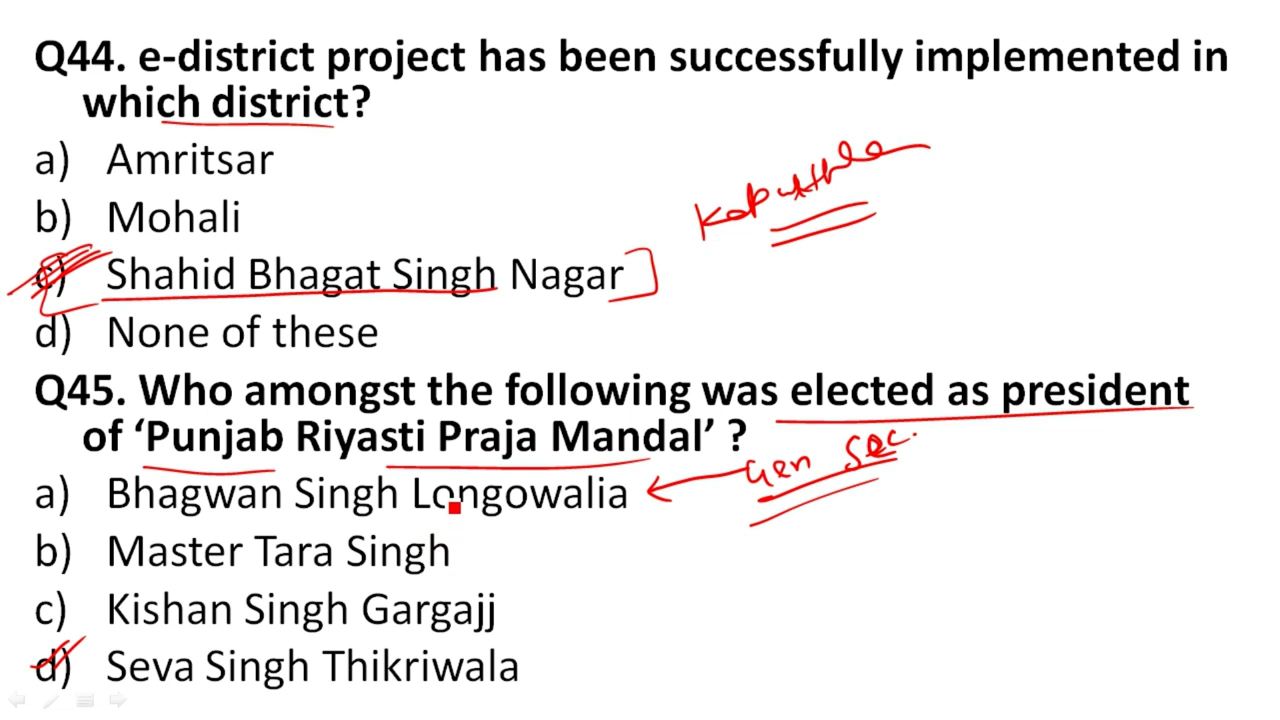 Q44. e-district project has been successfully implemented in
which district?
a) Amritsar
b) Mohali
Kapurthla
c) Shahid Bhagat Singh Nagar
d) None of these
Q45. Who amongst the following was elected as president
of ‘Punjab Riyasti Praja Mandal’ ?
Gen Sec.
a) Bhagwan Singh Longowalia
b) Master Tara Singh
c) Kishan Singh Gargajj
d) Seva Singh Thikriwala